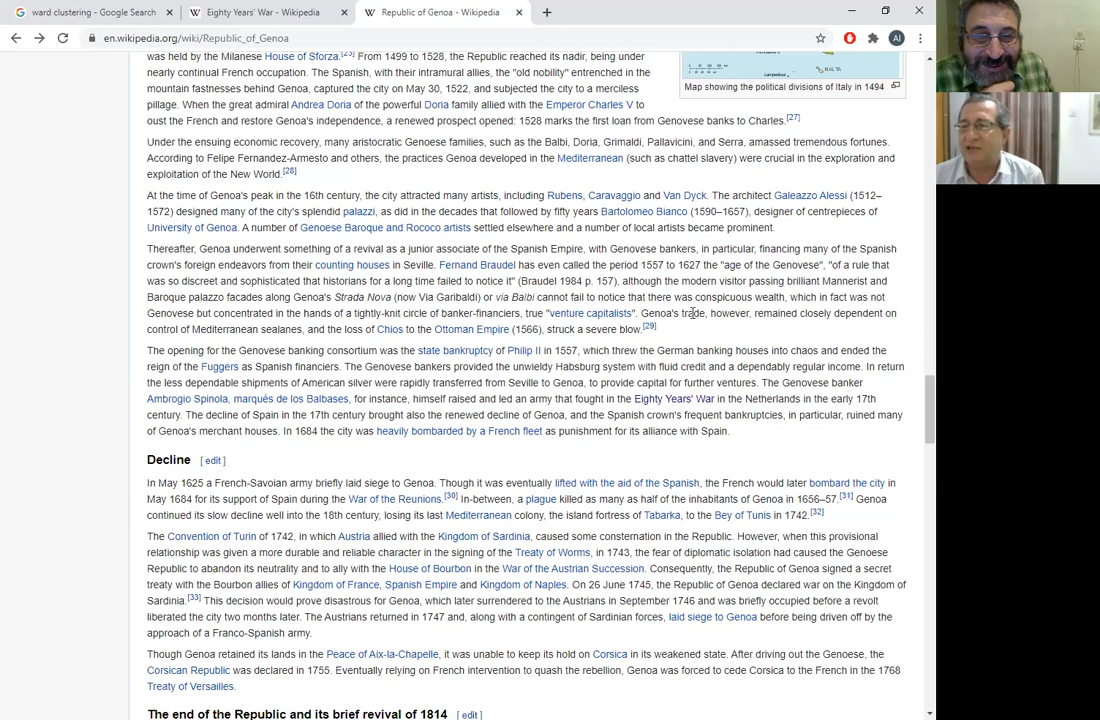 ward clustering - Google Search
Eighty Years' War - Wikipedia
Republic of Genoa - Wikipedia
en.wikipedia.org/wiki/Republic_of_Genoa
AI
was held by the Milanese House of Sforza.[25] From 1499 to 1528, the Republic reached its nadir, being under
nearly continual French occupation. The Spanish, with their intramural allies, the "old nobility" entrenched in the
mountain fastnesses behind Genoa, captured the city on May 30, 1522, and subjected the city to a merciless
pillage. When the great admiral Andrea Doria of the powerful Doria family allied with the Emperor Charles V to
oust the French and restore Genoa's independence, a renewed prospect opened: 1528 marks the first loan from Genovese banks to Charles.[27]
MALTA
Map showing the political divisions of Italy in 1494
Under the ensuing economic recovery, many aristocratic Genoese families, such as the Balbi, Doria, Grimaldi, Pallavicini, and Serra, amassed tremendous fortunes.
According to Felipe Fernandez-Armesto and others, the practices Genoa developed in the Mediterranean (such as chattel slavery) were crucial in the exploration and
exploitation of the New World.[28]
At the time of Genoa's peak in the 16th century, the city attracted many artists, including Rubens, Caravaggio and Van Dyck. The architect Galeazzo Alessi (1512–
1572) designed many of the city's splendid palazzi, as did in the decades that followed by fifty years Bartolomeo Bianco (1590–1657), designer of centrepieces of
University of Genoa. A number of Genoese Baroque and Rococo artists settled elsewhere and a number of local artists became prominent.
Thereafter, Genoa underwent something of a revival as a junior associate of the Spanish Empire, with Genovese bankers, in particular, financing many of the Spanish
crown's foreign endeavors from their counting houses in Seville. Fernand Braudel has even called the period 1557 to 1627 the "age of the Genovese", "of a rule that
was so discreet and sophisticated that historians for a long time failed to notice it" (Braudel 1984 p. 157), although the modern visitor passing brilliant Mannerist and
Baroque palazzo facades along Genoa's Strada Nova (now Via Garibaldi) or via Balbi cannot fail to notice that there was conspicuous wealth, which in fact was not
Genovese but concentrated in the hands of a tightly-knit circle of banker-financiers, true "venture capitalists". Genoa's trade, however, remained closely dependent on
control of Mediterranean sealanes, and the loss of Chios to the Ottoman Empire (1566), struck a severe blow.[29]
The opening for the Genovese banking consortium was the state bankruptcy of Philip II in 1557, which threw the German banking houses into chaos and ended the
reign of the Fuggers as Spanish financiers. The Genovese bankers provided the unwieldy Habsburg system with fluid credit and a dependably regular income. In return
the less dependable shipments of American silver were rapidly transferred from Seville to Genoa, to provide capital for further ventures. The Genovese banker
Ambrogio Spinola, marqués de los Balbases, for instance, himself raised and led an army that fought in the Eighty Years' War in the Netherlands in the early 17th
century. The decline of Spain in the 17th century brought also the renewed decline of Genoa, and the Spanish crown's frequent bankruptcies, in particular, ruined many
of Genoa's merchant houses. In 1684 the city was heavily bombarded by a French fleet as punishment for its alliance with Spain.
Decline [ edit ]
In May 1625 a French-Savoian army briefly laid siege to Genoa. Though it was eventually lifted with the aid of the Spanish, the French would later bombard the city in
May 1684 for its support of Spain during the War of the Reunions.[30] In-between, a plague killed as many as half of the inhabitants of Genoa in 1656–57.[31] Genoa
continued its slow decline well into the 18th century, losing its last Mediterranean colony, the island fortress of Tabarka, to the Bey of Tunis in 1742.[32]
The Convention of Turin of 1742, in which Austria allied with the Kingdom of Sardinia, caused some consternation in the Republic. However, when this provisional
relationship was given a more durable and reliable character in the signing of the Treaty of Worms, in 1743, the fear of diplomatic isolation had caused the Genoese
Republic to abandon its neutrality and to ally with the House of Bourbon in the War of the Austrian Succession. Consequently, the Republic of Genoa signed a secret
treaty with the Bourbon allies of Kingdom of France, Spanish Empire and Kingdom of Naples. On 26 June 1745, the Republic of Genoa declared war on the Kingdom of
Sardinia.[33] This decision would prove disastrous for Genoa, which later surrendered to the Austrians in September 1746 and was briefly occupied before a revolt
liberated the city two months later. The Austrians returned in 1747 and, along with a contingent of Sardinian forces, laid siege to Genoa before being driven off by the
approach of a Franco-Spanish army.
Though Genoa retained its lands in the Peace of Aix-la-Chapelle, it was unable to keep its hold on Corsica in its weakened state. After driving out the Genoese, the
Corsican Republic was declared in 1755. Eventually relying on French intervention to quash the rebellion, Genoa was forced to cede Corsica to the French in the 1768
Treaty of Versailles.
The end of the Republic and its brief revival of 1814 [ edit ]